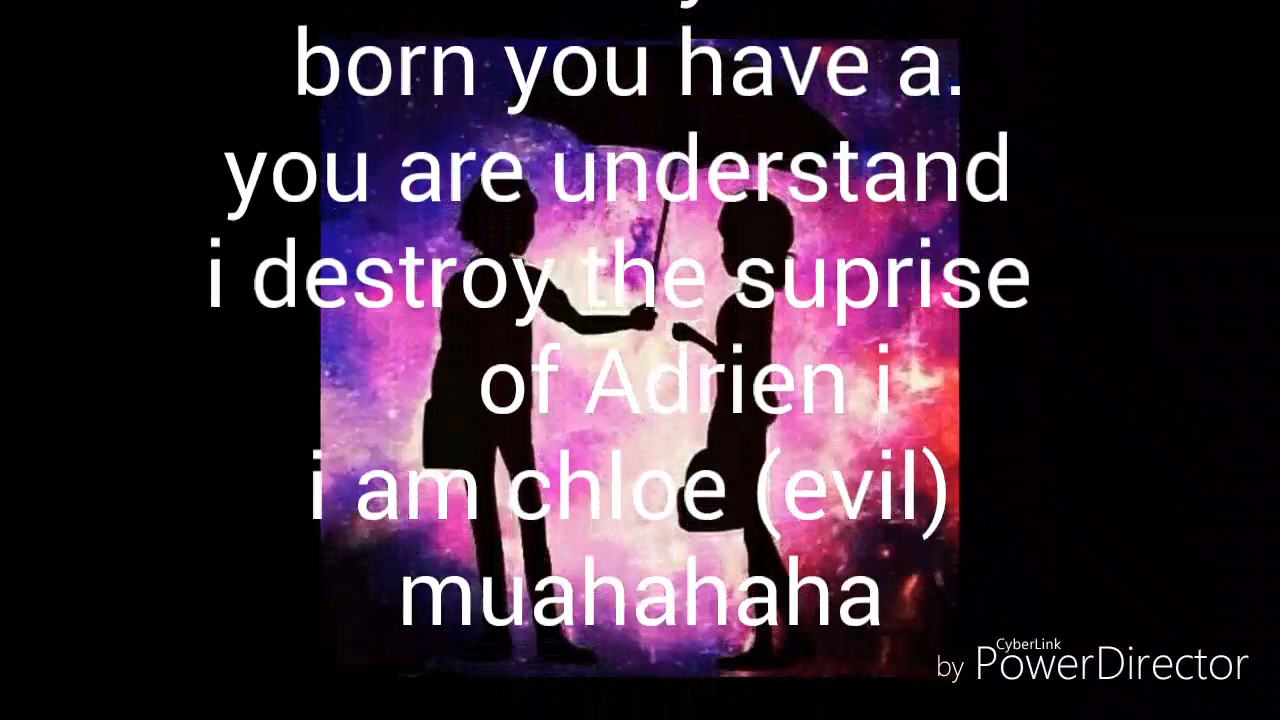 born you have a.
you are understand
i destroy the suprise
of Adrien i
i am chloe (evil)
muahahaha
CyberLink
by PowerDirector